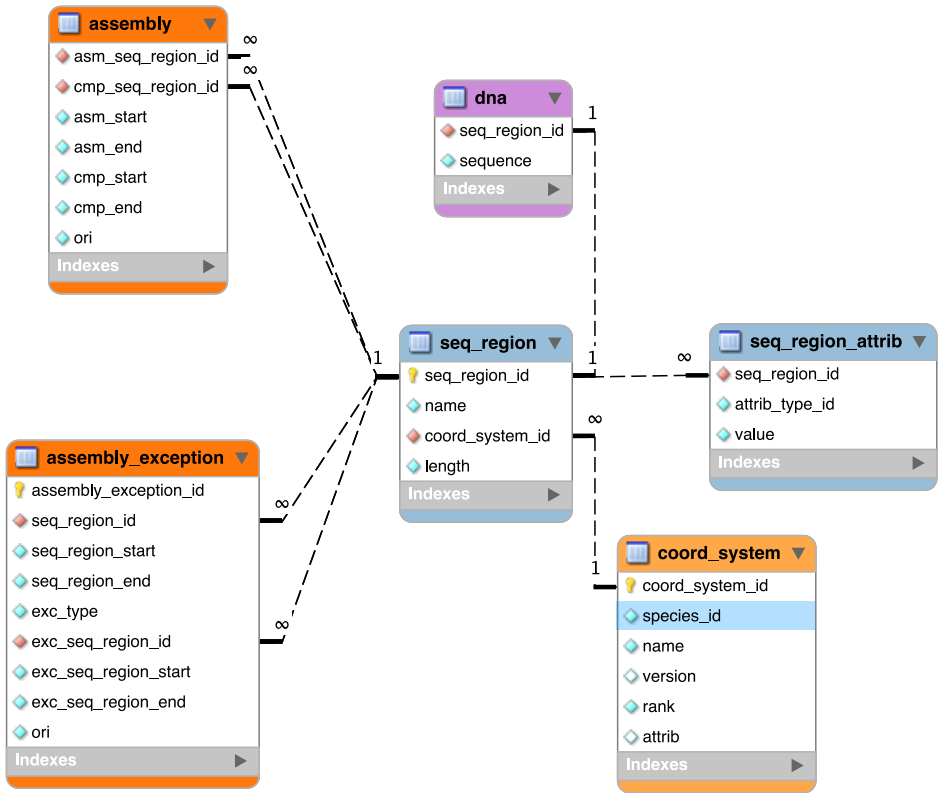 assembly
asm_seq_region_id
cmp_seq_region_id
asm_start
asm_end
cmp_start
cmp_end
ori
Indexes
∞
∞
dna
seq_region_id
sequence
Indexes
1
seq_region
seq_region_id
name
coord_system_id
length
Indexes
1
1
∞
seq_region_attrib
seq_region_id
attrib_type_id
value
Indexes
∞
assembly_exception
assembly_exception_id
seq_region_id
seq_region_start
seq_region_end
exc_type
exc_seq_region_id
exc_seq_region_start
exc_seq_region_end
ori
Indexes
∞
∞
coord_system
coord_system_id
species_id
name
version
rank
attrib
Indexes
1